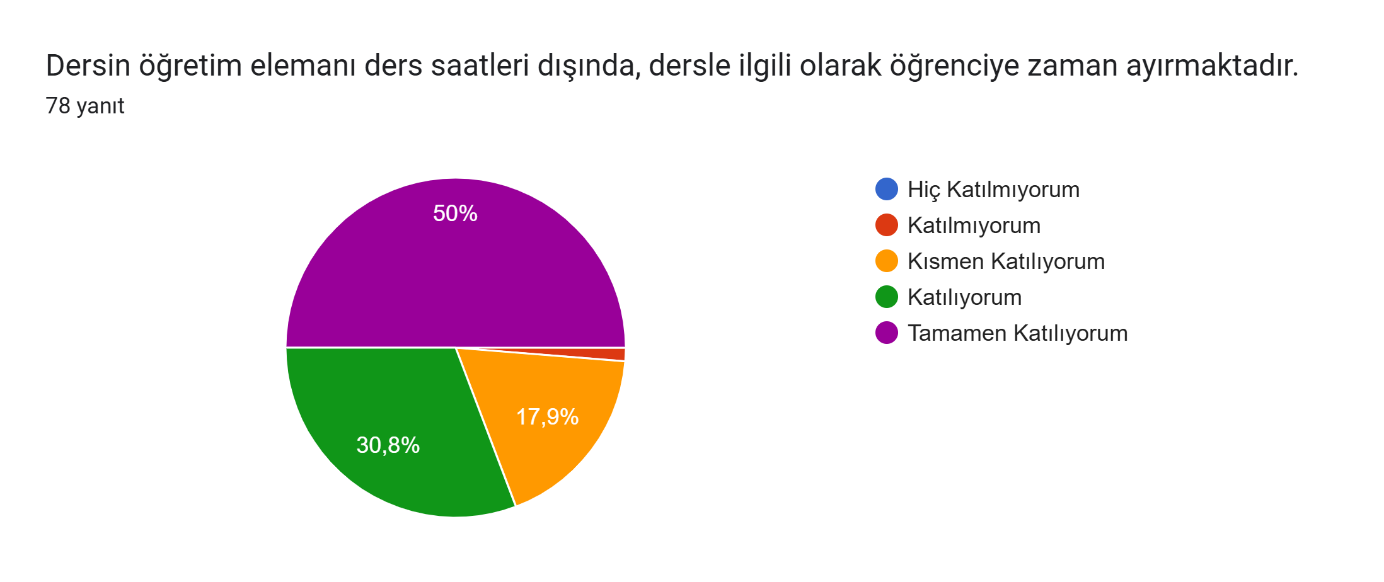 Dersin öğretim elemanı ders saatleri dışında, dersle ilgili olarak öğrenciye zaman ayırmaktadır.
78 yanıt
50%
17,9%
30,8%
Hiç Katılmıyorum
Katılmıyorum
Kısmen Katılıyorum
Katılıyorum
Tamamen Katılıyorum